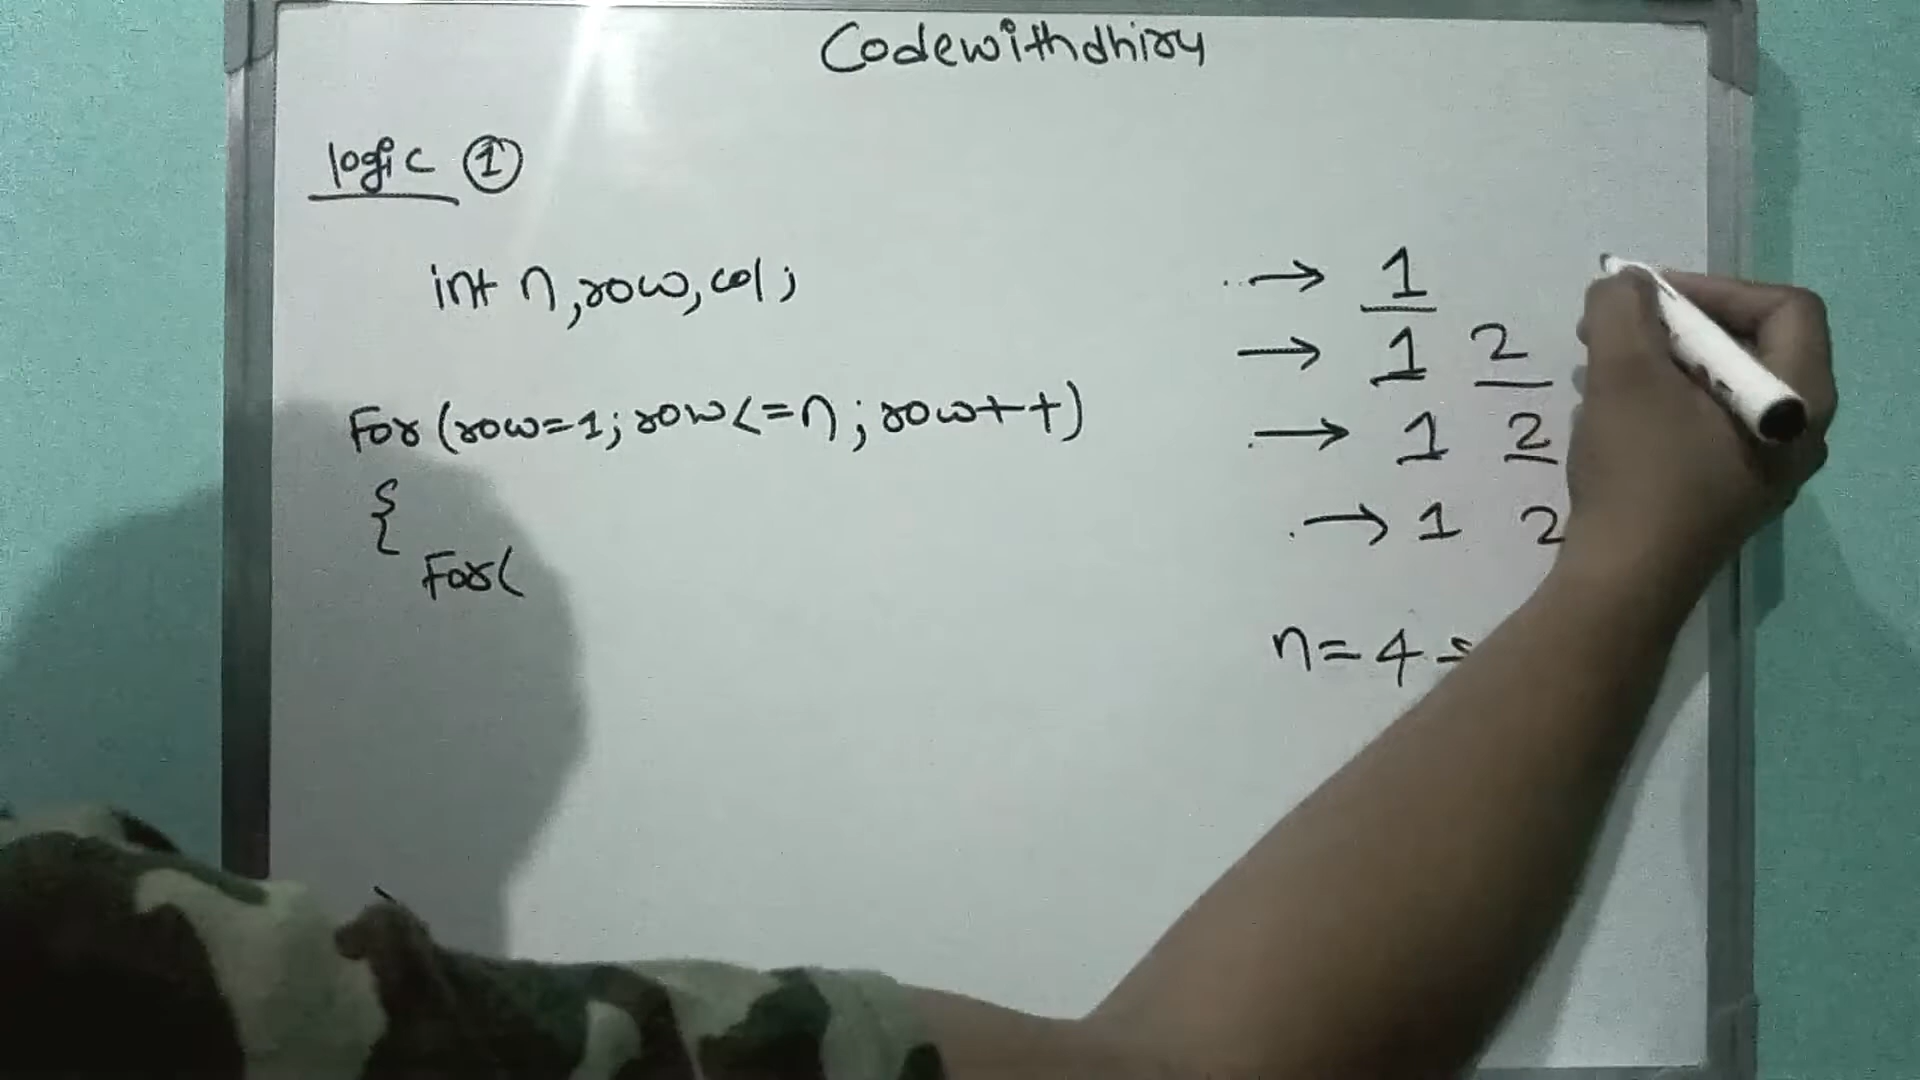 Codewithdhiru
logic ①
int n,row,col;
For(row=1;row<=n;row++)
{
For(
→ 1
→ 1 2
→ 1 2
→ 1 2
n=4